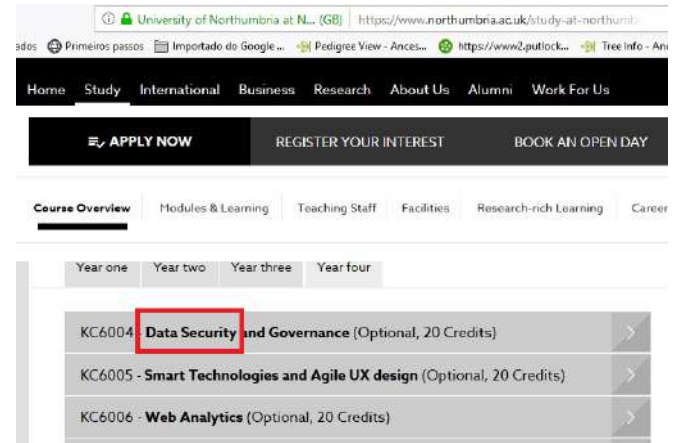 University of Northumbria at N... (GB) https://www.northumbria.ac.uk/study-at-northumb
ados Primeiros passos Importado do Google ... Pedigree View - Ances... https://www2.putlock... Tree Info - An
Home Study International Business Research About Us Alumni Work For Us
APPLY NOW REGISTER YOUR INTEREST BOOK AN OPEN DAY
Course Overview Modules & Learning Teaching Staff Facilities Research-rich Learning Career
Year one Year two Year three Year four
KC6004 - Data Security and Governance (Optional, 20 Credits)
KC6005 - Smart Technologies and Agile UX design (Optional, 20 Credits)
KC6006 - Web Analytics (Optional, 20 Credits)